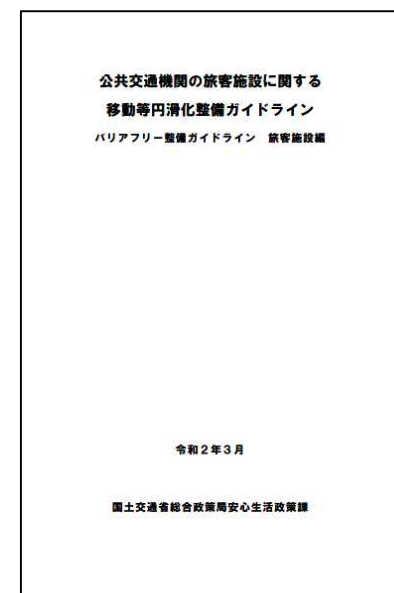 公共交通機関の旅客施設に関する
移動等円滑化整備ガイドライン
バリアフリー整備ガイドライン　旅客施設編
令和２年３月
国土交通省総合政策局安心生活政策課